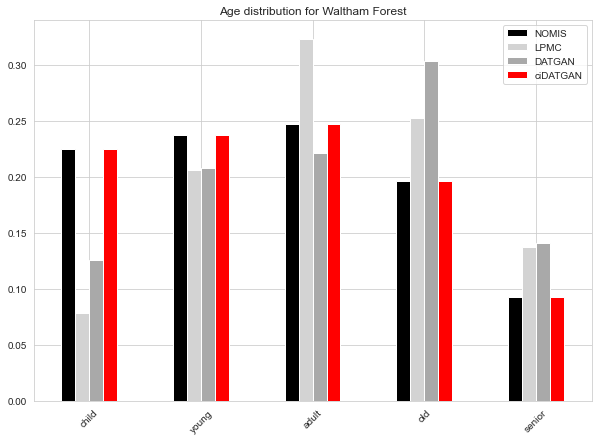 Age distribution for Waltham Forest
NOMIS
LPMC
DATGAN
ciDATGAN
0.30
0.25
0.20
0.15
0.10
0.05
0.00
child
young
adult
old
senior